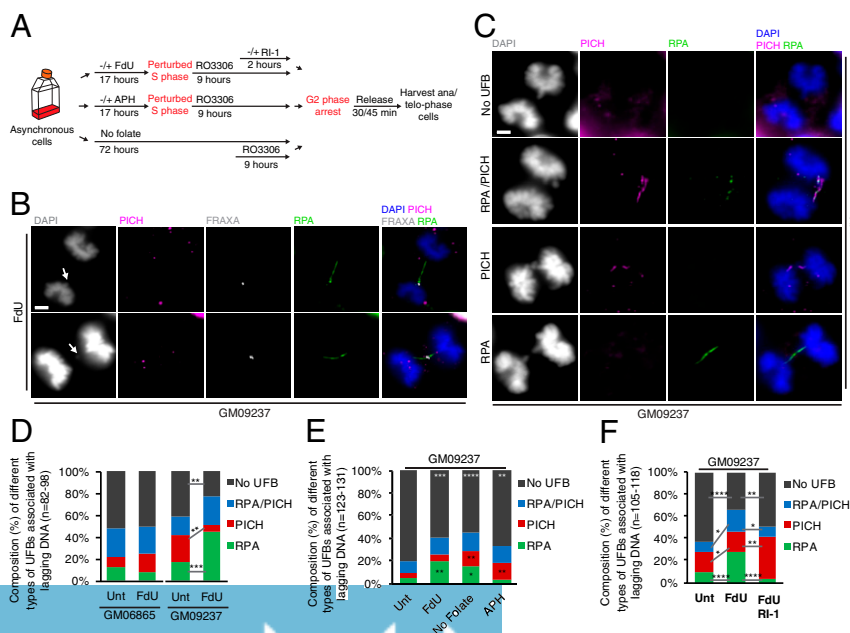 A
-/+ FdU
17 hours
Perturbed
S phase
RO3306
9 hours
-/+ RI-1
2 hours
Asynchronous
cells
-/+ APH
17 hours
Perturbed
S phase
RO3306
9 hours
G2 phase
arrest
Release
30/45 min
Harvest ana/
telo-phase
cells
No folate
72 hours
RO3306
9 hours
B
DAPI
PICH
FRAXA
RPA
DAPI PICH
FRAXA RPA
FdU
GM09237
C
DAPI
PICH
RPA
DAPI
PICH RPA
No UFB
RPA /PICH
PICH
RPA
GM09237
D
Composition (%) of different
types of UFBs associated with
lagging DNA (n=82-98)
100%
80%
60%
40%
20%
0%
**
**
***
No UFB
RPA/PICH
PICH
RPA
Unt FdU Unt FdU
GM06865 GM09237
E
GM09237
Composition (%) of different
types of UFBs associated with
lagging DNA (n=123-131)
100%
80%
60%
40%
20%
0%
*** **** **
** **
** *
No UFB
RPA/PICH
PICH
RPA
Unt FdU No Folate APH
F
GM09237
Composition (%) of different
types of UFBs associated with
lagging DNA (n=105-118)
100%
80%
60%
40%
20%
0%
**** **
* *
* **
**** ****
No UFB
RPA/PICH
PICH
RPA
Unt FdU FdU
RI-1